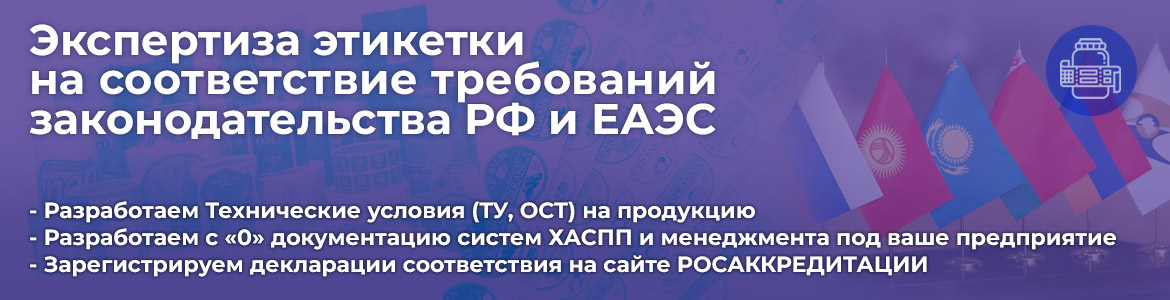 Экспертиза этикетки
на соответствие требований
законодательства РФ и ЕАЭС
- Разработаем Технические условия (ТУ, ОСТ) на продукцию
- Разработаем с «0» документацию систем ХАСПП и менеджмента под ваше предприятие
- Зарегистрируем декларации соответствия на сайте РОСАККРЕДИТАЦИИ